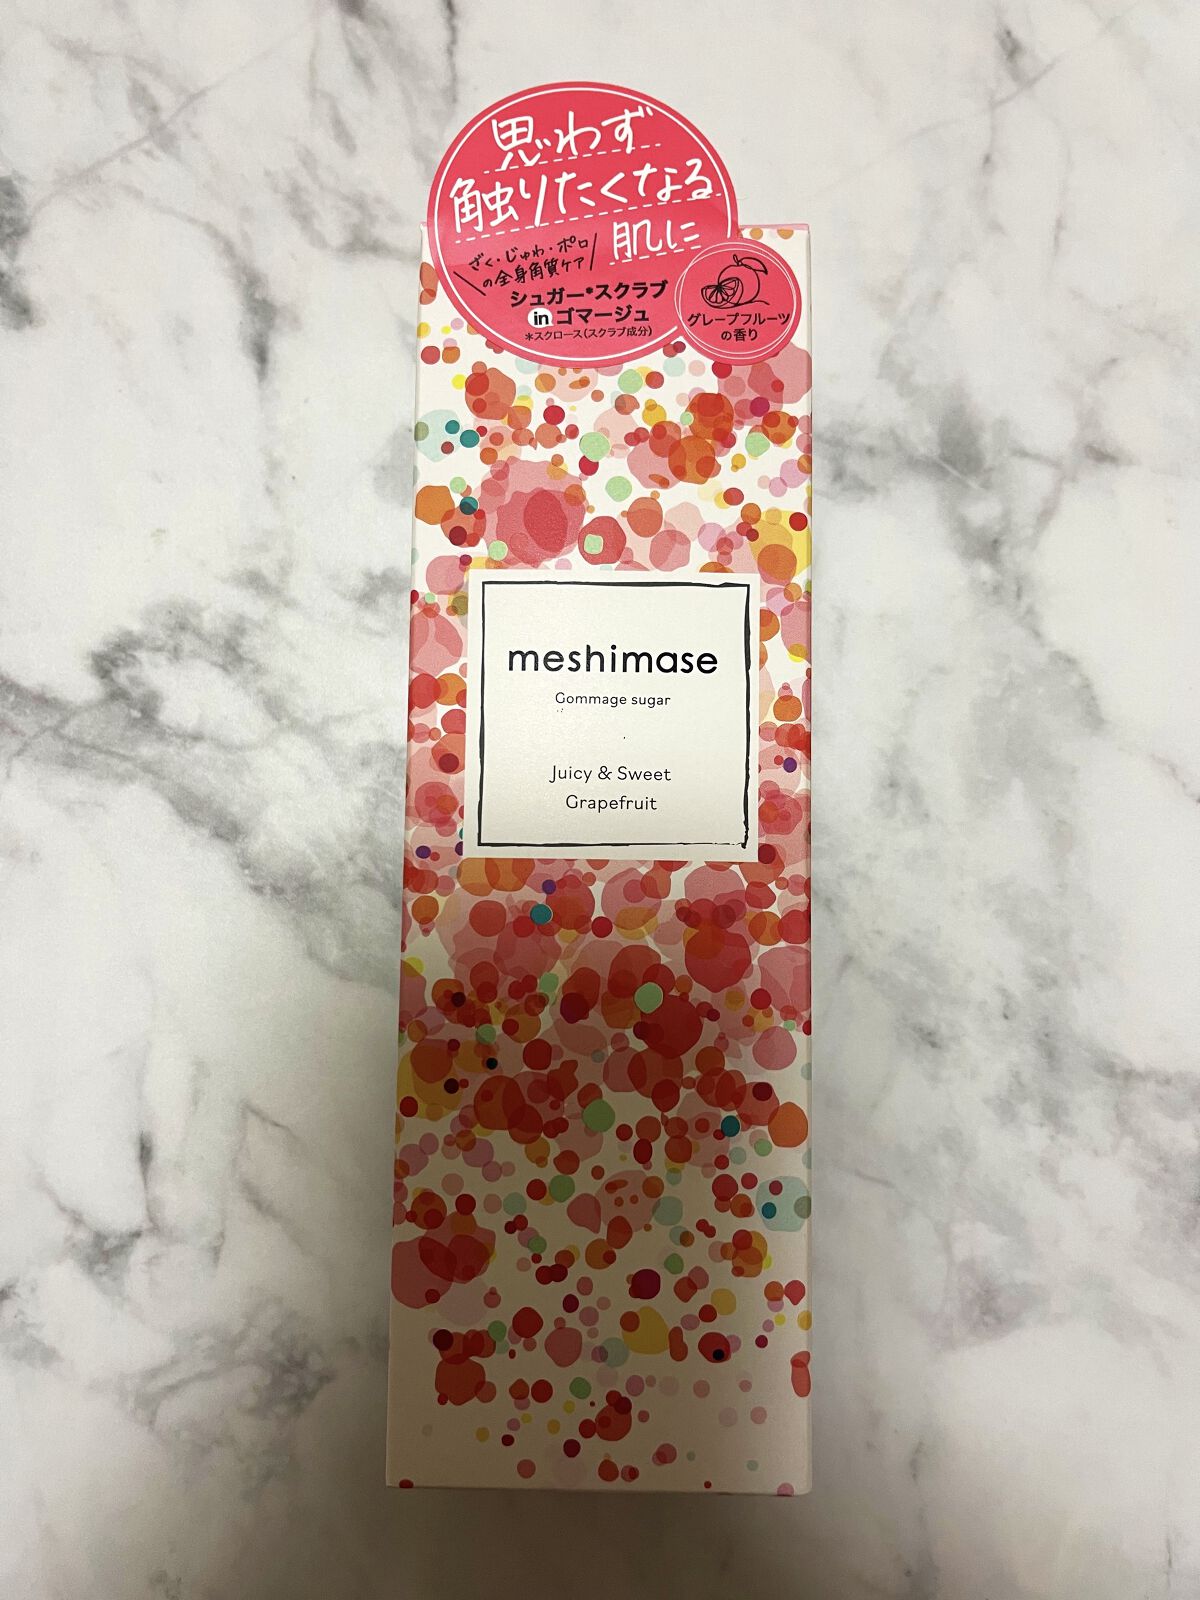 思わず
触りたくなる
肌に
ざく・じゅわ・ポロ
の全身角質ケア
シュガー*スクラブ
in ゴマージュ
*スクロース(スクラブ成分)
グレープフルーツ
の香り
meshimase
Gommage sugar
Juicy & Sweet
Grapefruit